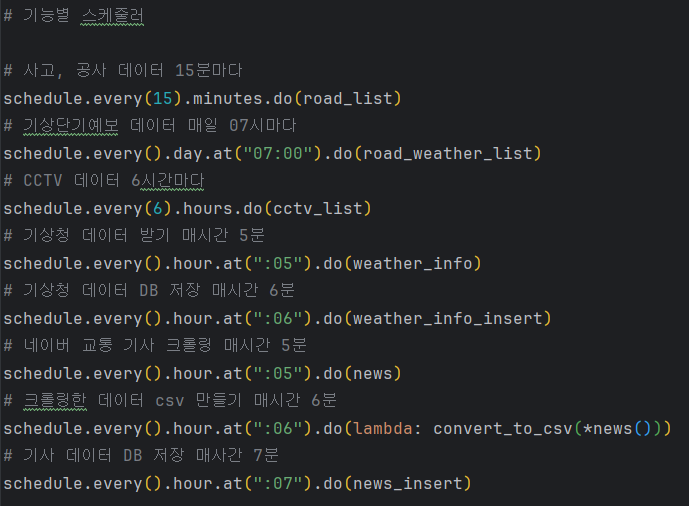 # 기능별 스케줄러
# 사고, 공사 데이터 15분마다
schedule.every(15).minutes.do(road_list)
# 기상단기예보 데이터 매일 07시마다
schedule.every().day.at("07:00").do(road_weather_list)
# CCTV 데이터 6시간마다
schedule.every(6).hours.do(cctv_list)
# 기상청 데이터 받기 매시간 5분
schedule.every().hour.at(":05").do(weather_info)
# 기상청 데이터 DB 저장 매시간 6분
schedule.every().hour.at(":06").do(weather_info_insert)
# 네이버 교통 기사 크롤링 매시간 5분
schedule.every().hour.at(":05").do(news)
# 크롤링한 데이터 csv 만들기 매시간 6분
schedule.every().hour.at(":06").do(lambda: convert_to_csv(*news()))
# 기사 데이터 DB 저장 매사간 7분
schedule.every().hour.at(":07").do(news_insert)